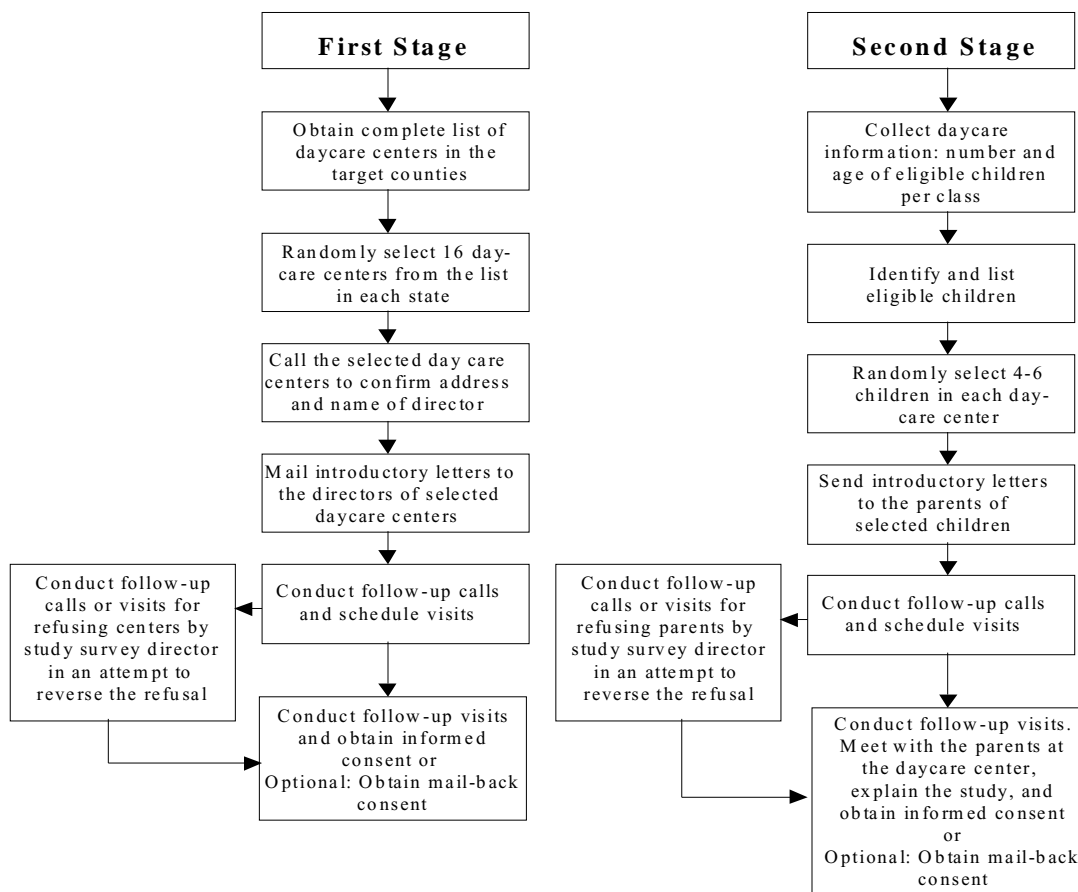 First Stage
Obtain complete list of
daycare centers in the
target counties
Randomly select 16 day-
care centers from the list
in each state
Call the selected day care
centers to confirm address
and name of director
Mail introductory letters to
the directors of selected
daycare centers
Conduct follow-up calls
and schedule visits
Conduct follow-up
calls or visits for
refusing centers by
study survey director
in an attempt to
reverse the refusal
Conduct follow-up visits
and obtain informed
consent or
Optional: Obtain mail-back
consent
Second Stage
Collect daycare
information: number and
age of eligible children
per class
Identify and list
eligible children
Randomly select 4-6
children in each day-
care center
Send introductory letters
to the parents of
selected children
Conduct follow-up calls
and schedule visits
Conduct follow-up
calls or visits for
refusing parents by
study survey director
in an attempt to
reverse the refusal
Conduct follow-up visits.
Meet with the parents at
the daycare center,
explain the study, and
obtain informed consent
or
Optional: Obtain mail-back
consent